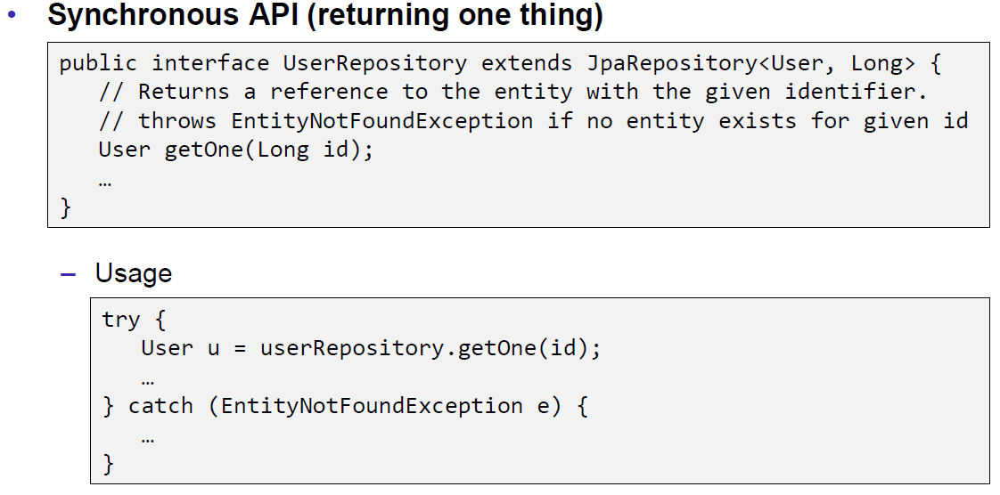 • Synchronous API (returning one thing)
public interface UserRepository extends JpaRepository<User, Long> {
// Returns a reference to the entity with the given identifier.
// throws EntityNotFoundException if no entity exists for given id
User getOne(Long id);
…
}
– Usage
try {
User u = userRepository.getOne(id);
…
} catch (EntityNotFoundException e) {
…
}